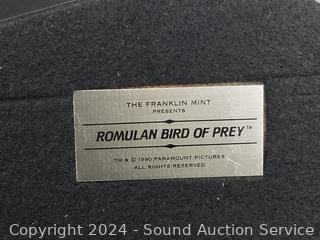 THE FRANKLIN MINT
PRESENTS
ROMULAN BIRD OF PREY™
TM & © 1990 PARAMOUNT PICTURES
ALL RIGHTS RESERVED
Copyright 2024 - Sound Auction Service